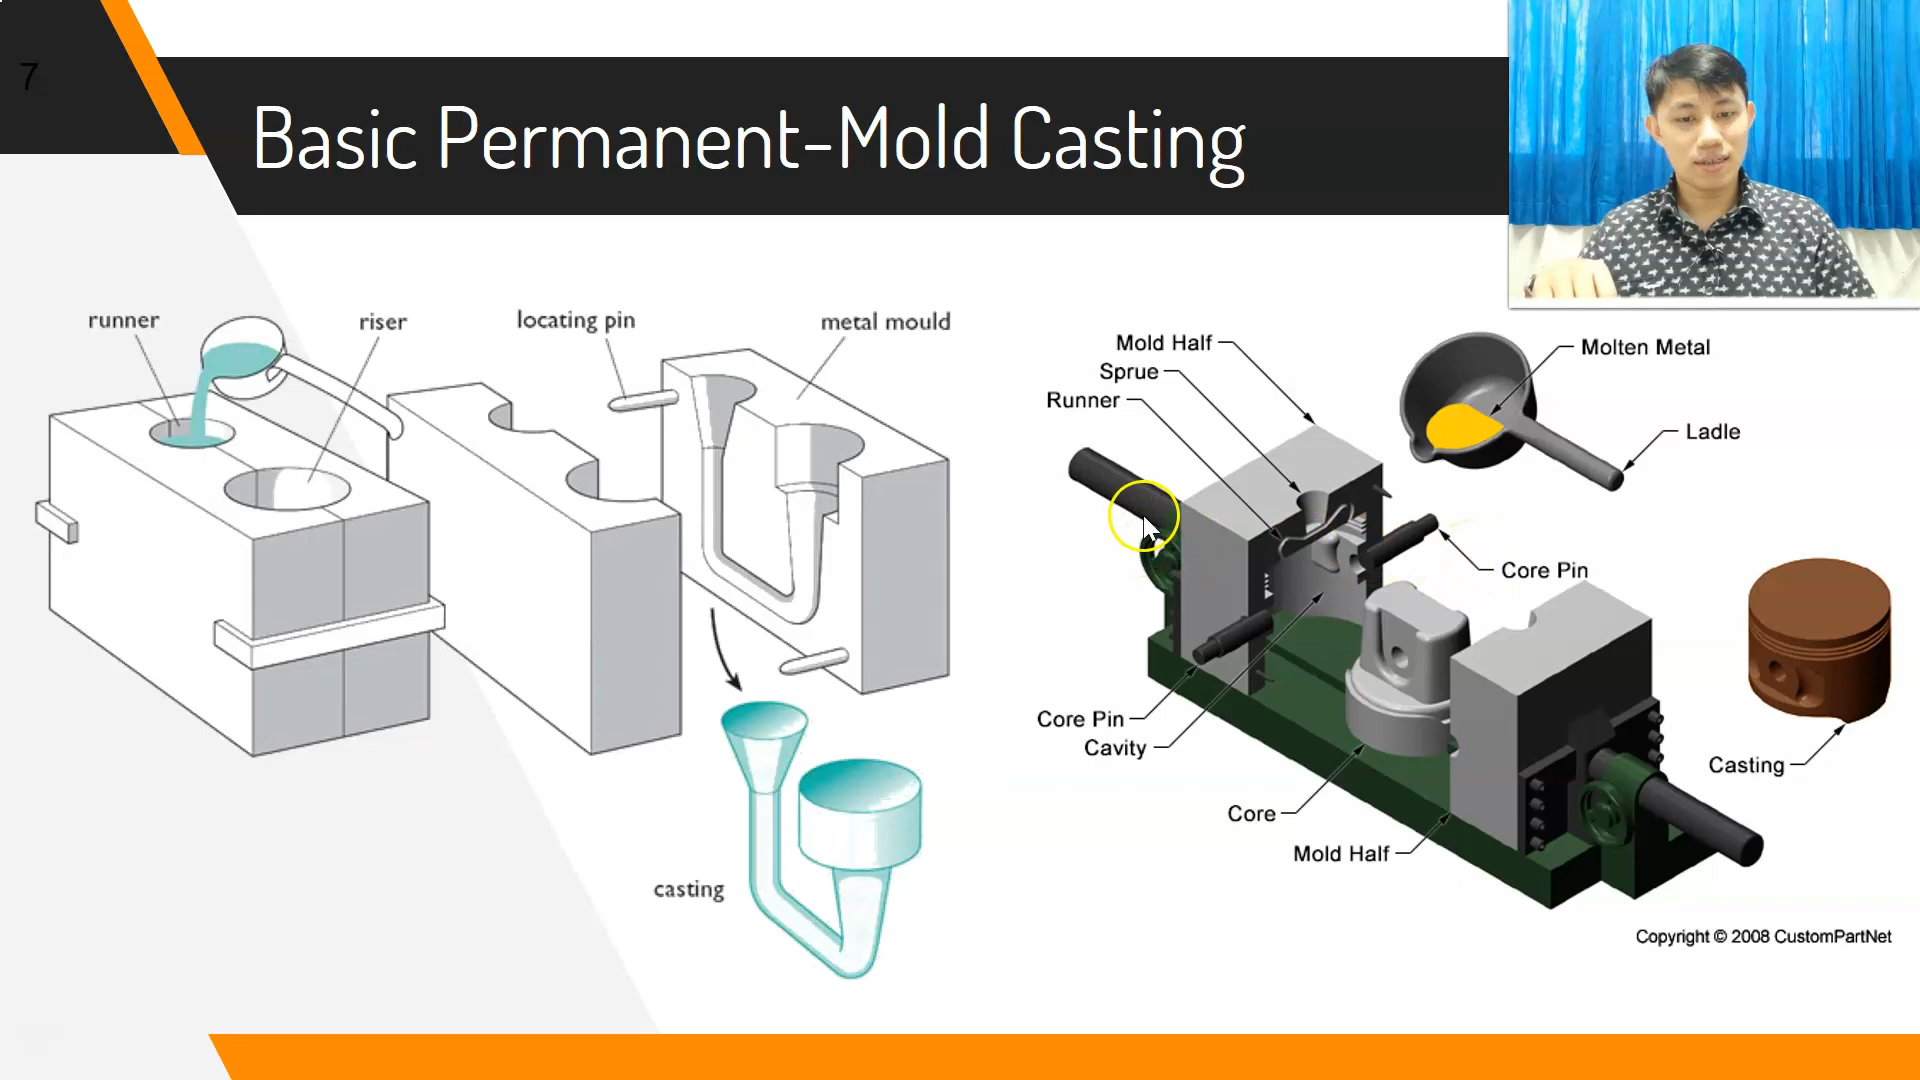 7
Basic Permanent-Mold Casting
runner
riser
locating pin
metal mould
casting
Mold Half
Sprue
Runner
Molten Metal
Ladle
Core Pin
Core Pin
Cavity
Core
Mold Half
Casting
Copyright © 2008 CustomPartNet